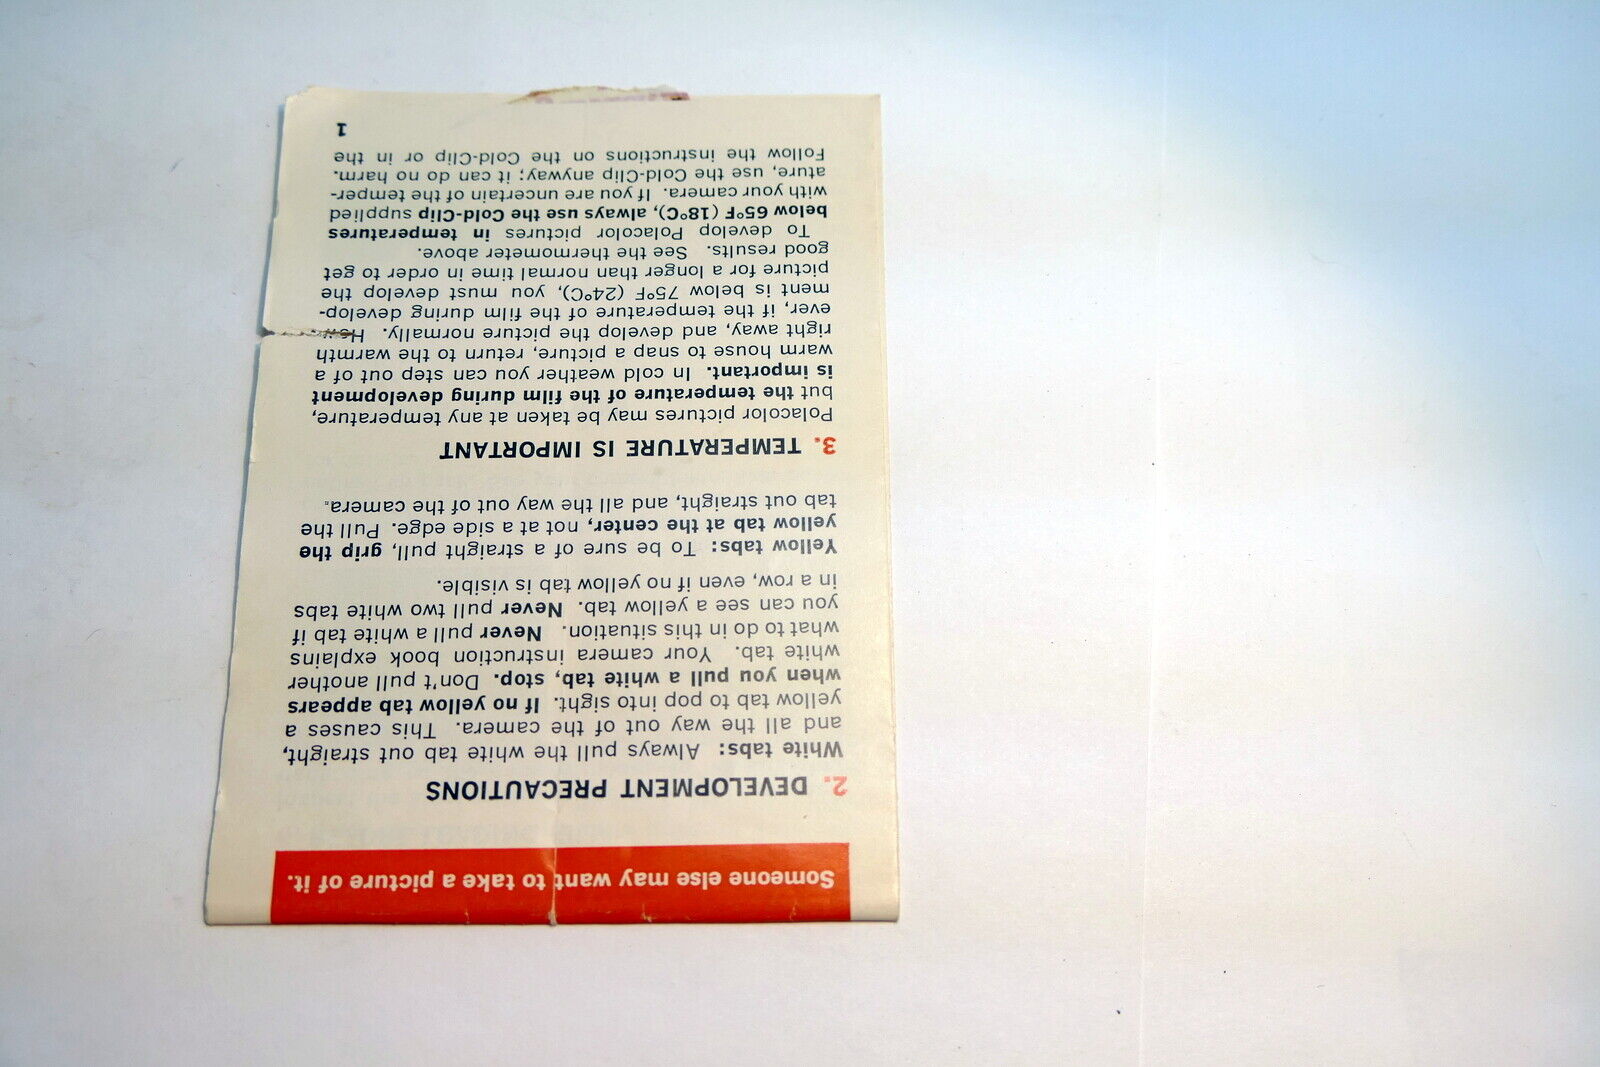 Someone else may want to take a picture of it.
2. DEVELOPMENT PRECAUTIONS
White tabs: Always pull the white tab out straight,
and all the way out of the camera. This causes a
yellow tab to pop into sight. If no yellow tab appears
when you pull a white tab, stop. Don't pull another
white tab. Your camera instruction book explains
what to do in this situation. Never pull a white tab if
you can see a yellow tab. Never pull two white tabs
in a row, even if no yellow tab is visible.
Yellow tabs: To be sure of a straight pull, grip the
yellow tab at the center, not at a side edge. Pull the
tab out straight, and all the way out of the camera.
3. TEMPERATURE IS IMPORTANT
Polacolor pictures may be taken at any temperature,
but the temperature of the film during development
is important. In cold weather you can step out of a
warm house to snap a picture, return to the warmth
right away, and develop the picture normally. How-
ever, if the temperature of the film during develop-
ment is below 75°F (24°C), you must develop the
picture for a longer than normal time in order to get
good results. See the thermometer above.
To develop Polacolor pictures in temperatures
below 65°F (18°C), always use the Cold-Clip supplied
with your camera. If you are uncertain of the temper-
ature, use the Cold-Clip anyway; it can do no harm.
Follow the instructions on the Cold-Clip or in the
1